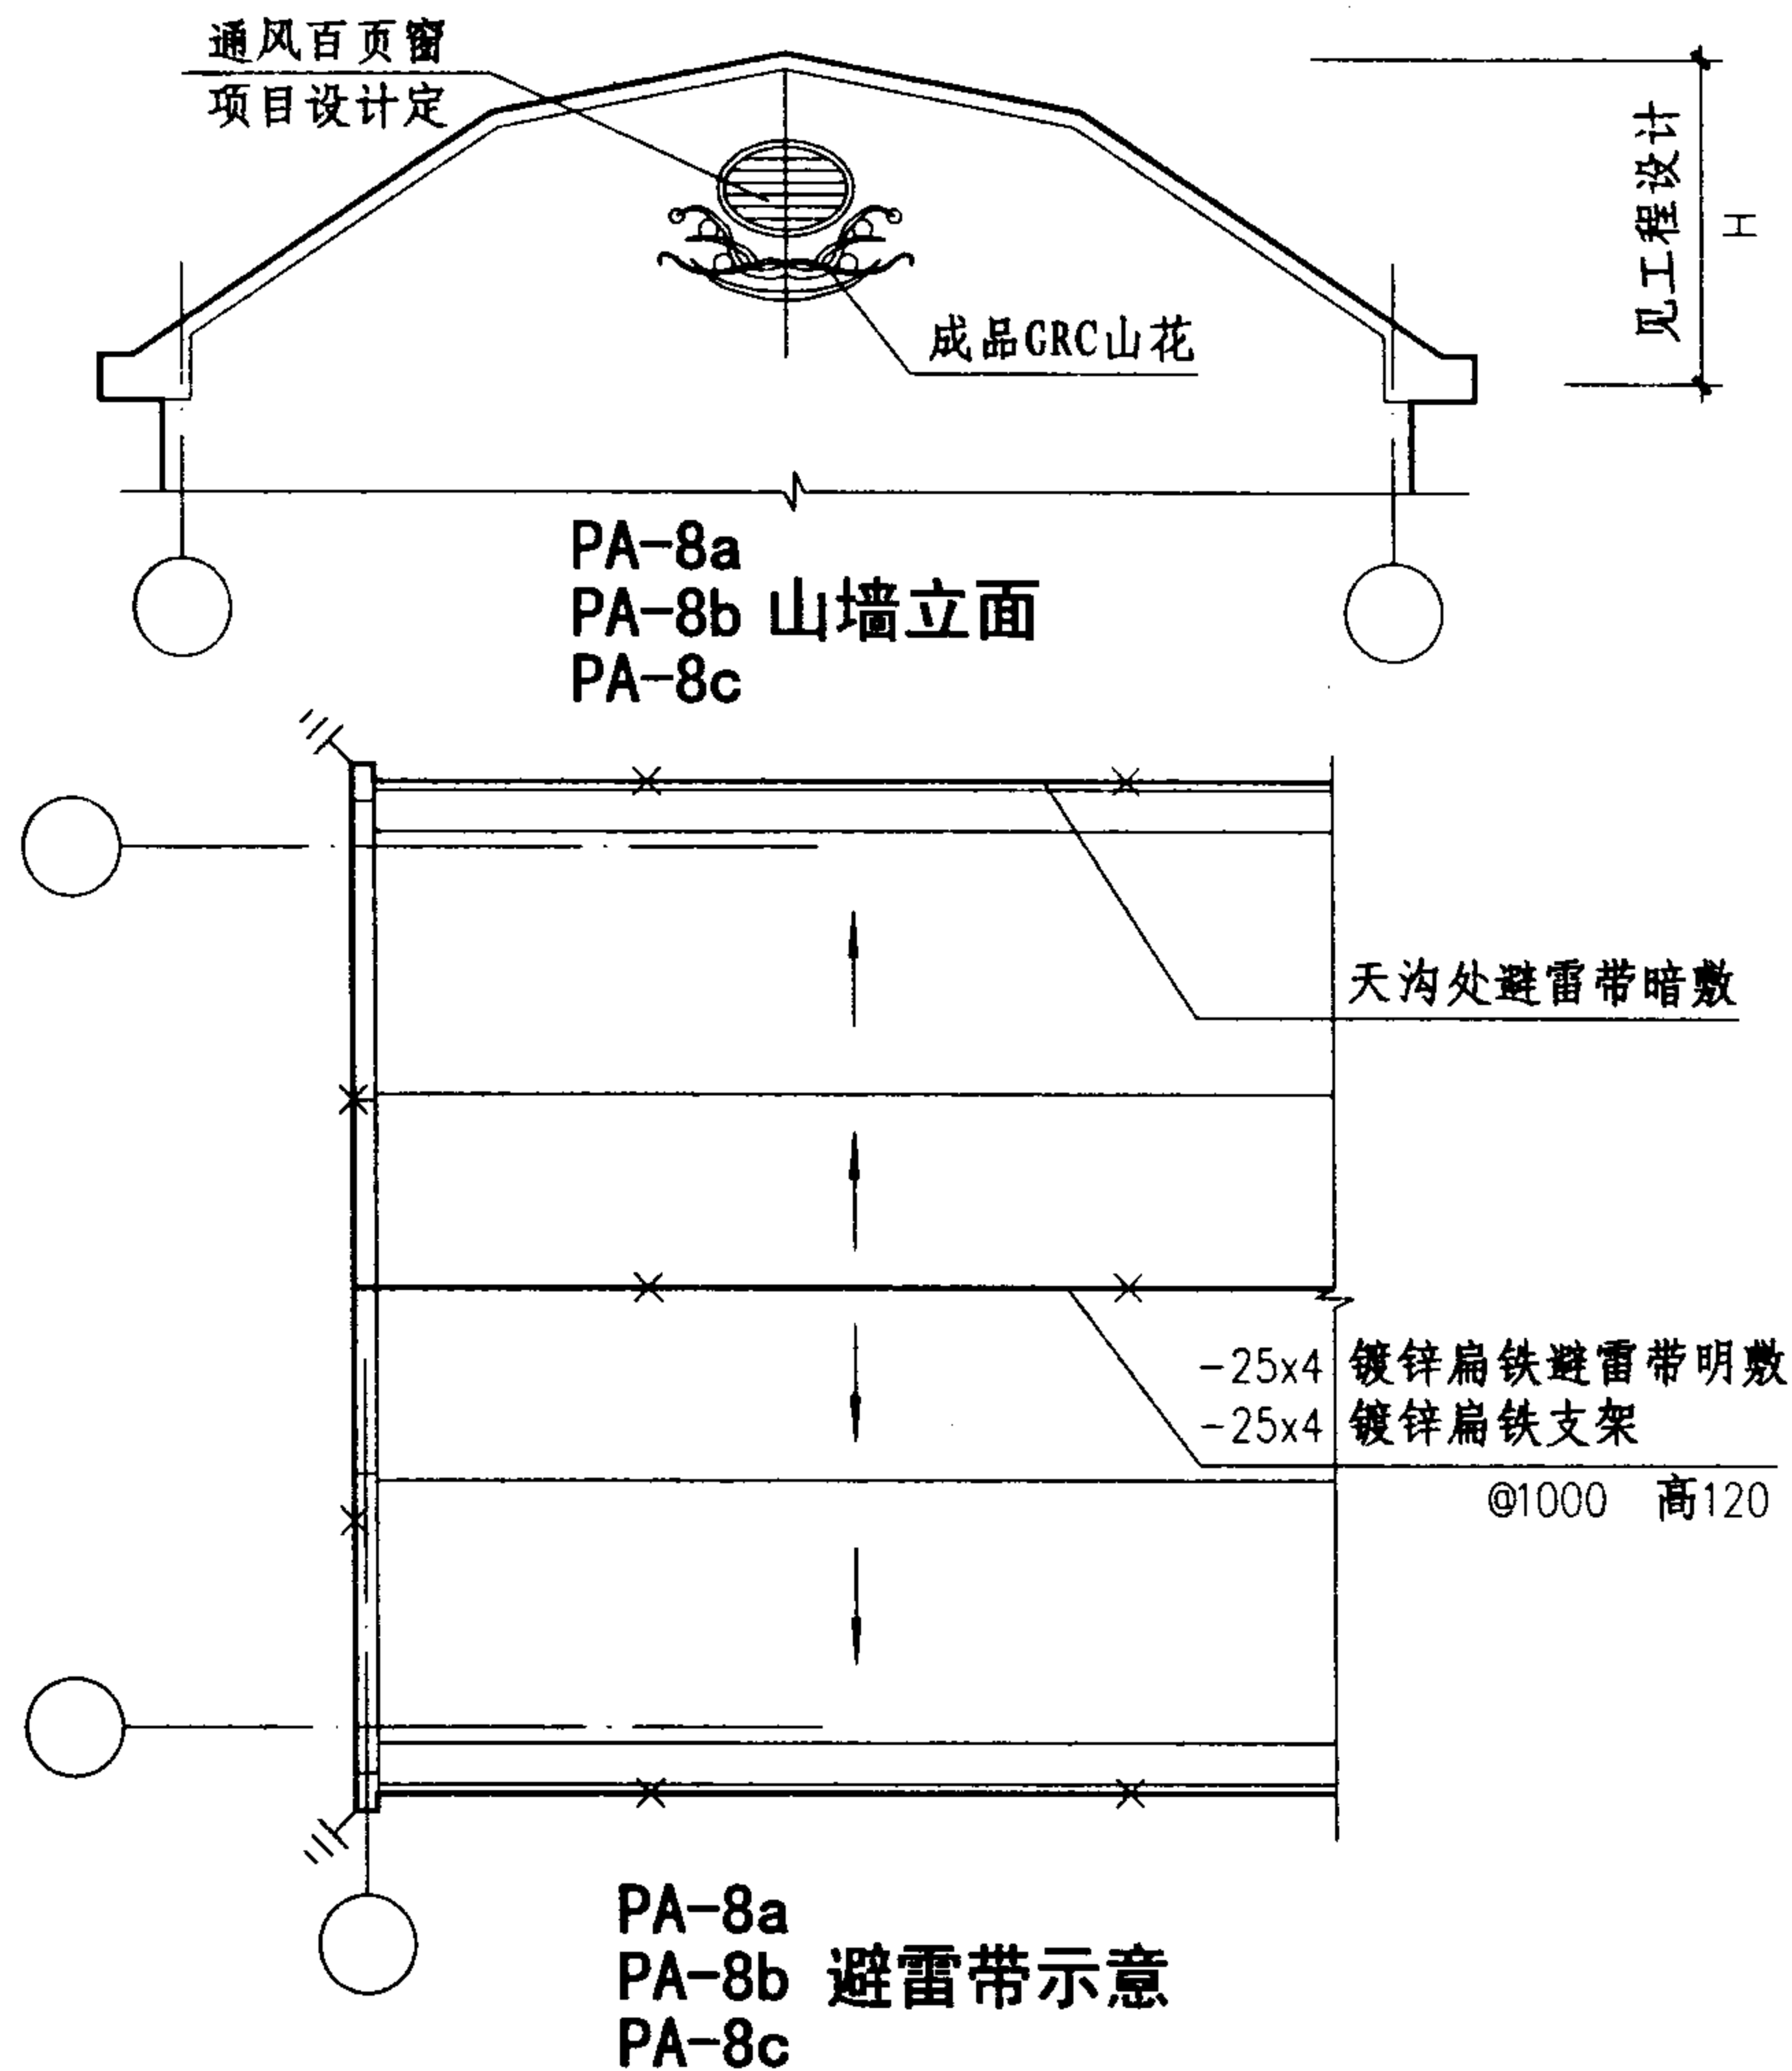 通风百页窗
项目设计定
见工程设计
H
成品GRC山花
PA-8a
PA-8b 山墙立面
PA-8c
天沟处避雷带暗敷
-25x4 镀锌扁铁避雷带明敷
-25x4 镀锌扁铁支架
@1000 高120
PA-8a
PA-8b 避雷带示意
PA-8c